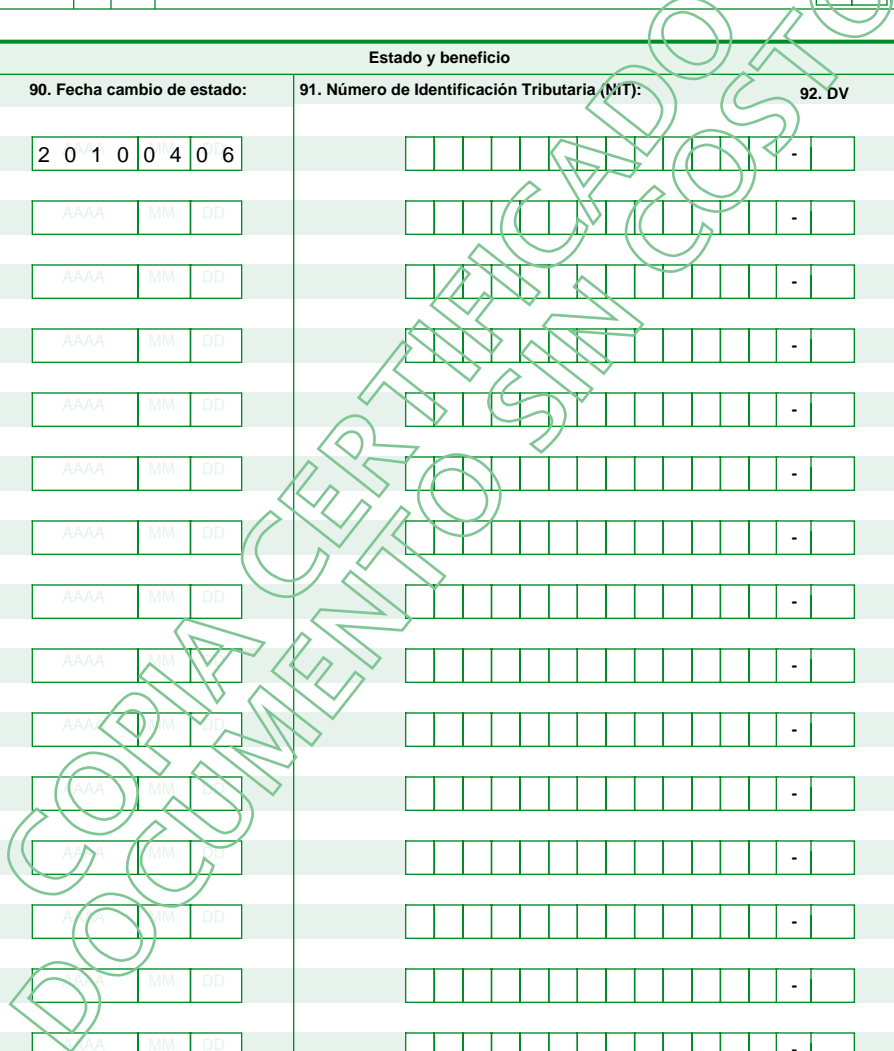 Estado y beneficio
90. Fecha cambio de estado: 91. Número de Identificación Tributaria (NIT): 92. DV
2 0 1 0 0 4 0 6 -
AAAA MM DD -
AAAA MM DD -
AAAA MM DD -
AAAA MM DD -
AAAA MM DD -
AAAA MM DD -
AAAA MM DD -
AAAA MM DD -
AAAA MM DD -
AAAA MM DD -
AAAA MM DD -
AAAA MM DD -
AAAA MM DD -
AAAA MM DD -
COPIA CERTIFICADO
DOCUMENTO SIN COSTO